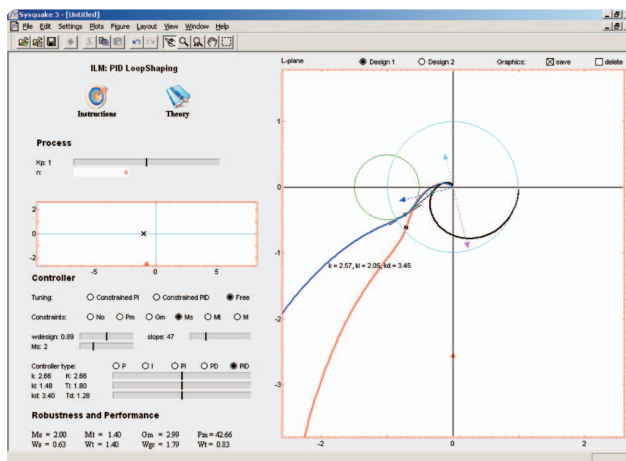 Sysquake 3 - [Untitled]
File Edit Settings Plots Figure Layout View Window Help
ILM: PID LoopShaping
Instructions Theory
Process
Kp: 1
n: 4
2
0
-2
-5 0 5
Controller
Tuning: Constrained PI Constrained PID Free
Constraints: No Pm Gm Ms Mt M
wdesign: 0.89 slope: 47
Ms: 2
Controller type: P I PI PD PID
k: 2.66 K: 2.66
ki: 1.48 Ti: 1.80
kd: 3.40 Td: 1.28
Robustness and Performance
Ms = 2.00 Mt = 1.40 Gm = 2.99 Pm = 42.66
Ws = 0.63 Wt = 1.40 Wgc = 1.79 Wt = 0.83
L-plane Design 1 Design 2 Graphics: save delete
1
0
-1
k = 2.57, ki = 2.05, kd = 3.45
-2
-3
-2 0 2